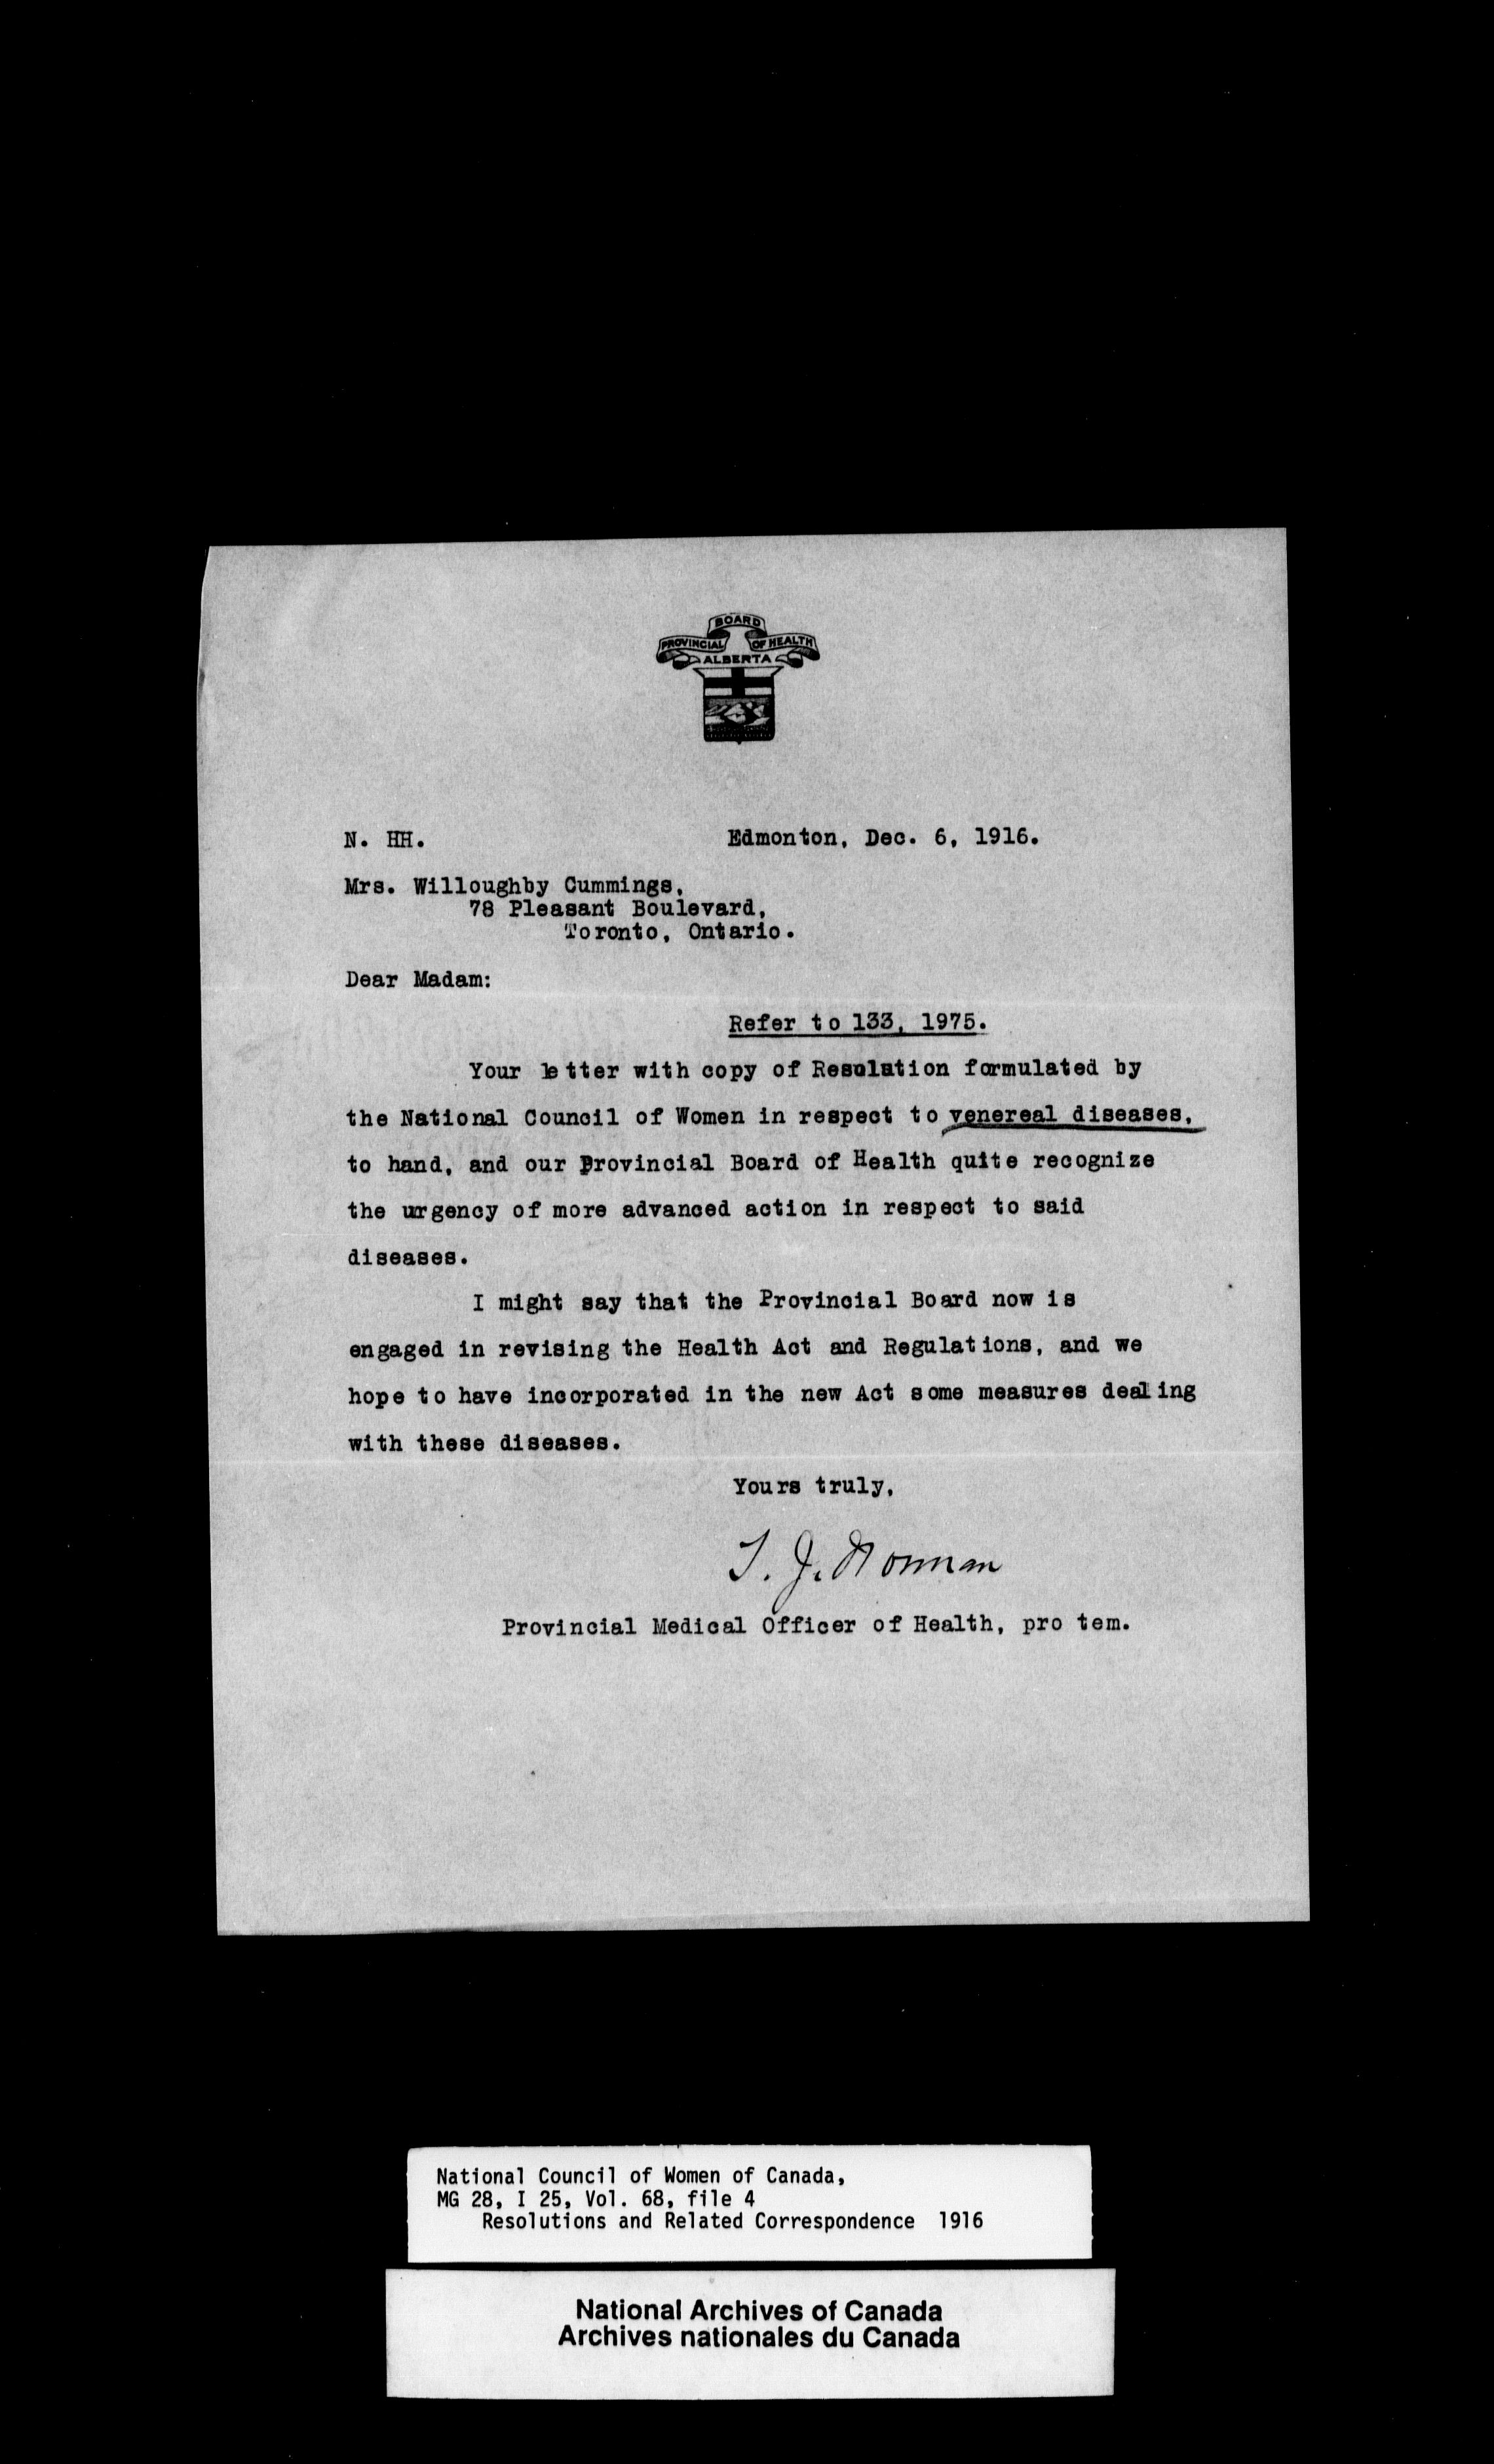 BOARD
PROVINCIAL OF HEALTH
ALBERTA
N. HH. Edmonton, Dec. 6, 1916.
Mrs. Willoughby Cummings,
78 Pleasant Boulevard,
Toronto, Ontario.
Dear Madam:
Refer to 133, 1975.
Your letter with copy of Resolution formulated by
the National Council of Women in respect to venereal diseases,
to hand, and our Provincial Board of Health quite recognize
the urgency of more advanced action in respect to said
diseases.
I might say that the Provincial Board now is
engaged in revising the Health Act and Regulations, and we
hope to have incorporated in the new Act some measures dealing
with these diseases.
Yours truly,
T. J. Norman
Provincial Medical Officer of Health, pro tem.
National Council of Women of Canada,
MG 28, I 25, Vol. 68, file 4
Resolutions and Related Correspondence 1916
National Archives of Canada
Archives nationales du Canada